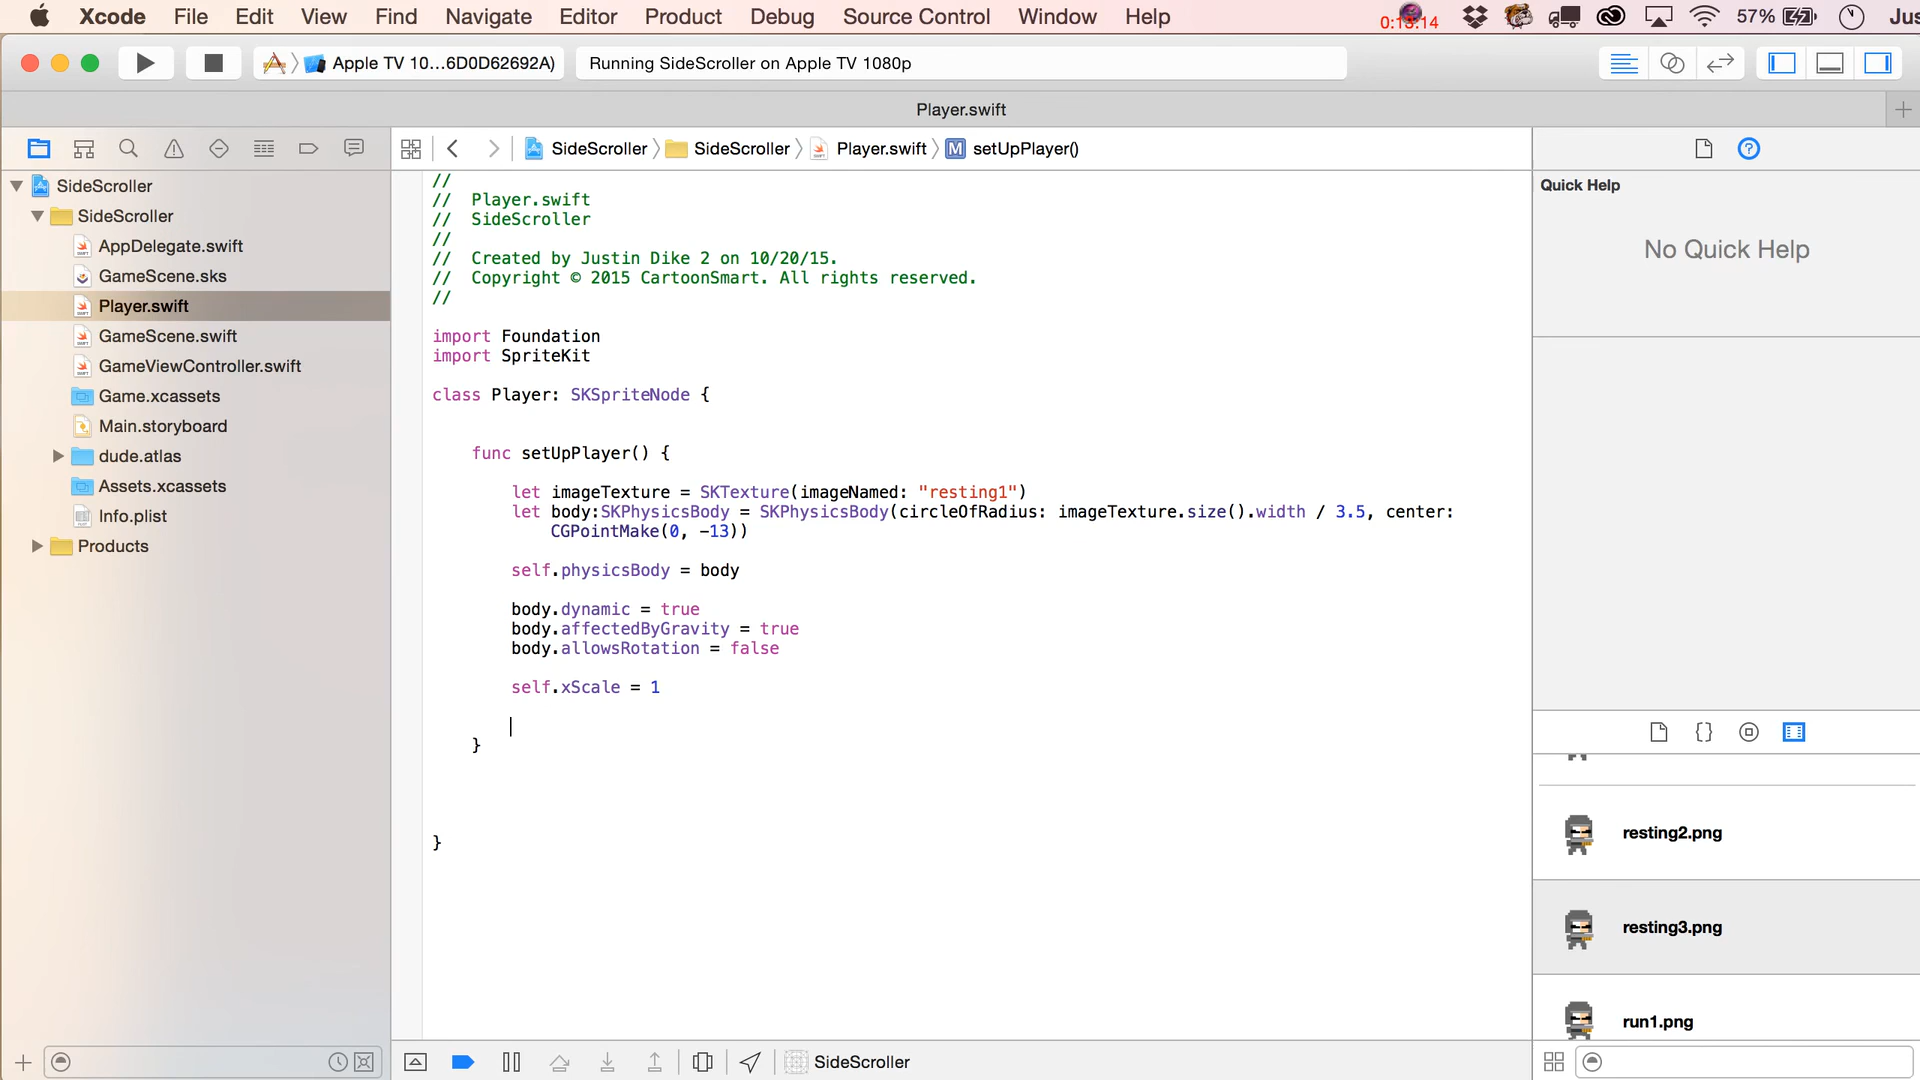 Xcode File Edit View Find Navigate Editor Product Debug Source Control Window Help 57% Jus
Apple TV 10...6D0D62692A) Running SideScroller on Apple TV 1080p
Player.swift
SideScroller SideScroller Player.swift M setUpPlayer()
SideScroller
SideScroller
AppDelegate.swift
GameScene.sks
Player.swift
GameScene.swift
GameViewController.swift
Game.xcassets
Main.storyboard
dude.atlas
Assets.xcassets
Info.plist
Products
//
// Player.swift
// SideScroller
//
// Created by Justin Dike 2 on 10/20/15.
// Copyright © 2015 CartoonSmart. All rights reserved.
//
import Foundation
import SpriteKit
class Player: SKSpriteNode {
func setUpPlayer() {
let imageTexture = SKTexture(imageNamed: "resting1")
let body:SKPhysicsBody = SKPhysicsBody(circleOfRadius: imageTexture.size().width / 3.5, center:
CGPointMake(0, -13))
self.physicsBody = body
body.dynamic = true
body.affectedByGravity = true
body.allowsRotation = false
self.xScale = 1
}
}
Quick Help
No Quick Help
resting2.png
resting3.png
run1.png
SideScroller